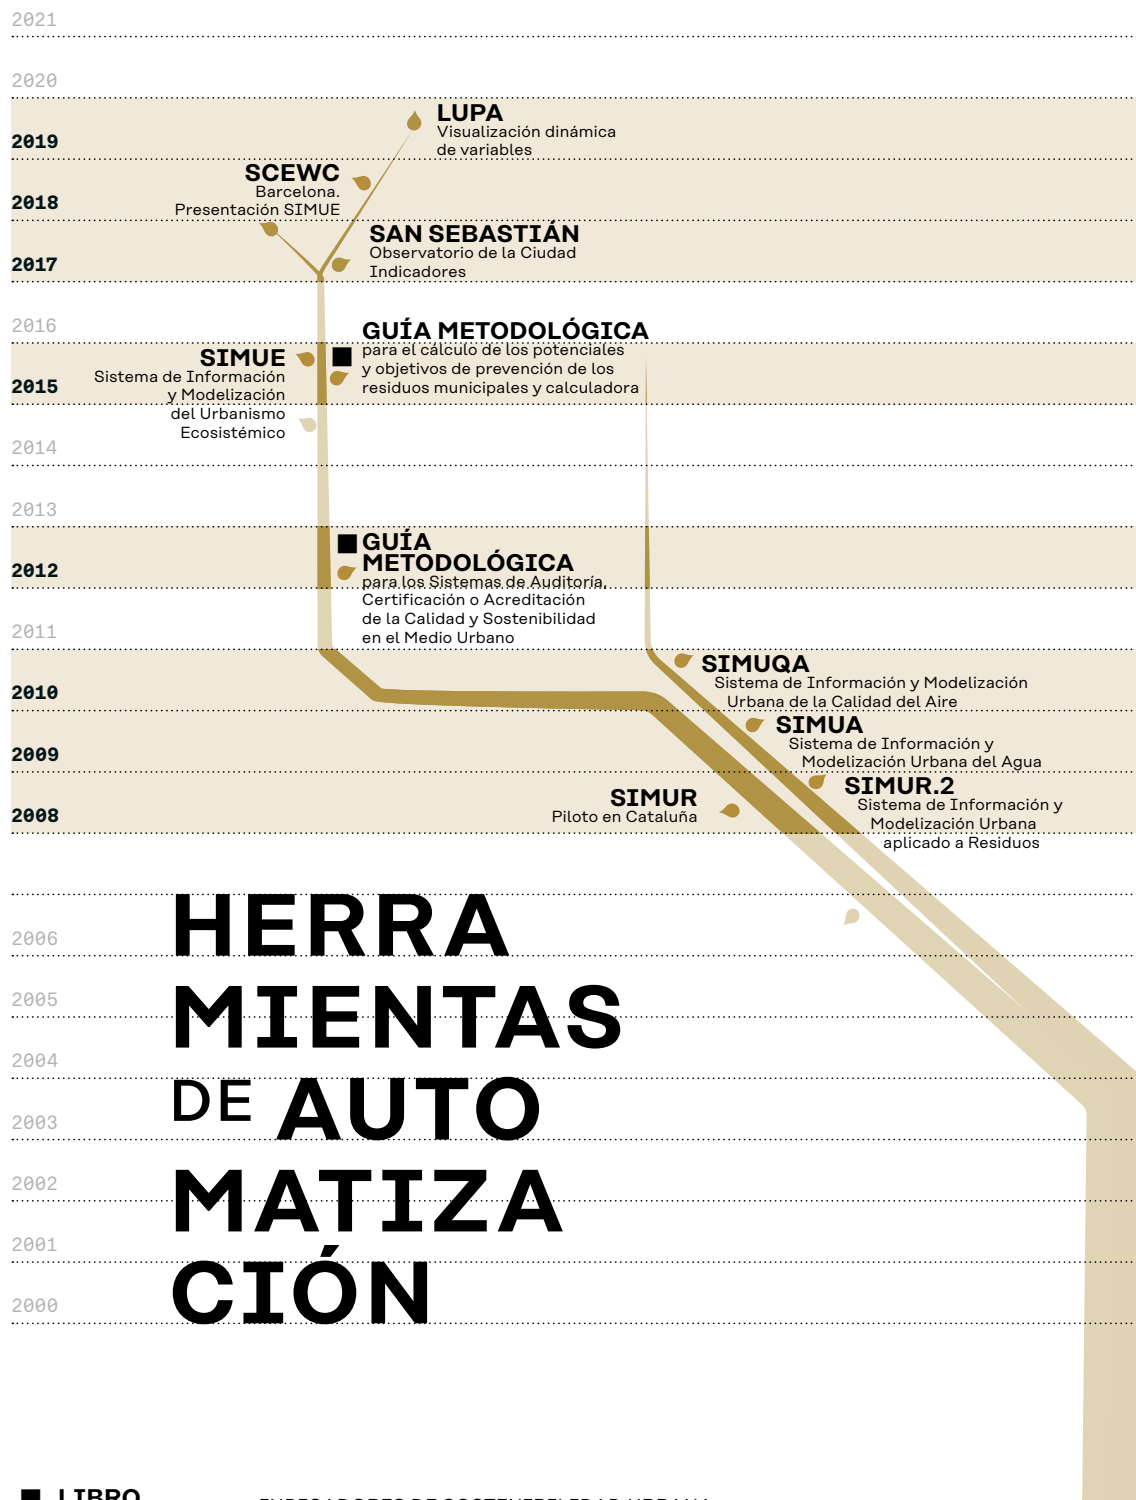 2021
2020
2019
LUPA
Visualización dinámica
de variables
SCEWC
Barcelona.
Presentación SIMUE
2018
SAN SEBASTIÁN
Observatorio de la Ciudad
Indicadores
2017
2016
GUÍA METODOLÓGICA
para el cálculo de los potenciales
y objetivos de prevención de los
residuos municipales y calculadora
SIMUE
Sistema de Información
y Modelización
del Urbanismo
Ecosistémico
2015
2014
2013
GUÍA
METODOLÓGICA
para los Sistemas de Auditoría,
Certificación o Acreditación
de la Calidad y Sostenibilidad
en el Medio Urbano
2012
2011
SIMUQA
Sistema de Información y Modelización
Urbana de la Calidad del Aire
2010
SIMUA
Sistema de Información y
Modelización Urbana del Agua
2009
SIMUR.2
Sistema de Información y
Modelización Urbana
aplicado a Residuos
SIMUR
Piloto en Cataluña
2008
HERRA
MIENTAS
DE AUTO
MATIZA
CIÓN
2006
2005
2004
2003
2002
2001
2000
LIBRO